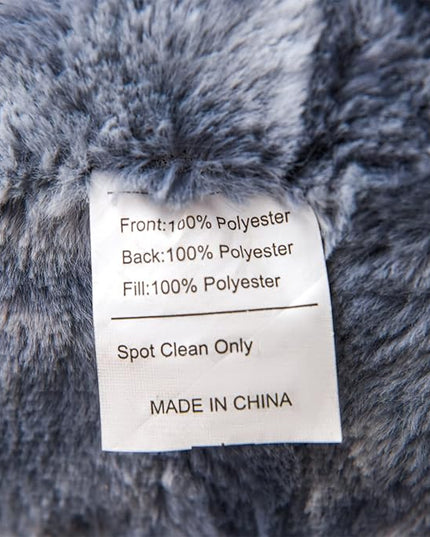 Front:100% Polyester
Back:100% Polyester
Fill:100% Polyester
Spot Clean Only
MADE IN CHINA